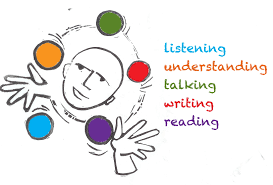 listening
understanding
talking
writing
reading